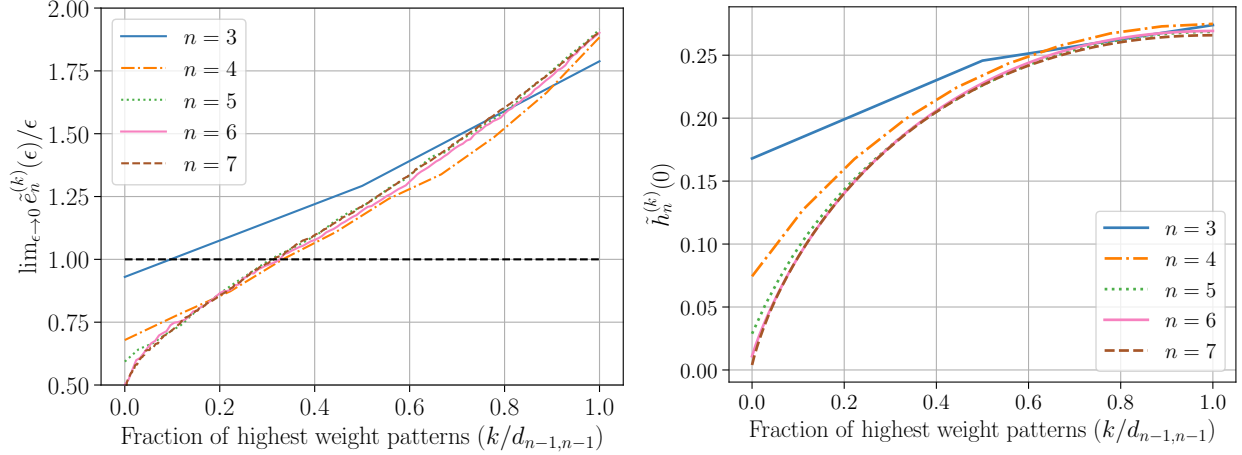 2.00
1.75
1.50
1.25
1.00
0.75
0.50
lim_{ϵ→0} ẽ_n^{(k)}(ϵ)/ϵ
n = 3
n = 4
n = 5
n = 6
n = 7
0.0 0.2 0.4 0.6 0.8 1.0
Fraction of highest weight patterns (k/d_{n−1,n−1})
0.25
0.20
0.15
0.10
0.05
0.00
h̃_n^{(k)}(0)
n = 3
n = 4
n = 5
n = 6
n = 7
0.0 0.2 0.4 0.6 0.8 1.0
Fraction of highest weight patterns (k/d_{n−1,n−1})